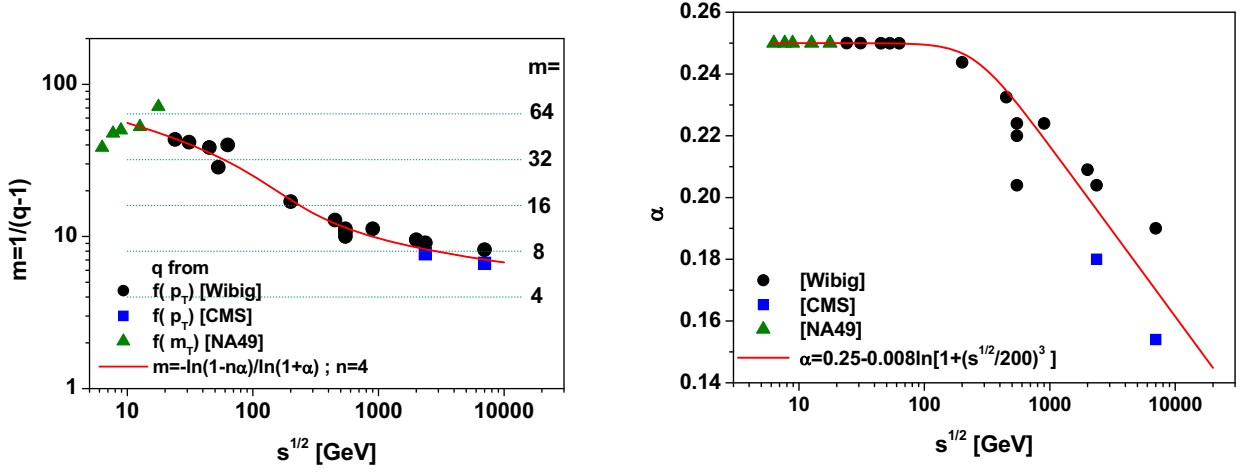 m=
100
64
32
16
10
8
4
1
m=1/(q-1)
q from
f( p_T) [Wibig]
f( p_T) [CMS]
f( m_T) [NA49]
m=-ln(1-nα)/ln(1+α) ; n=4
10 100 1000 10000
s^{1/2} [GeV]
0.26
0.24
0.22
0.20
0.18
0.16
0.14
α
[Wibig]
[CMS]
[NA49]
α=0.25-0.008ln[1+(s^{1/2}/200)^3 ]
10 100 1000 10000
s^{1/2} [GeV]